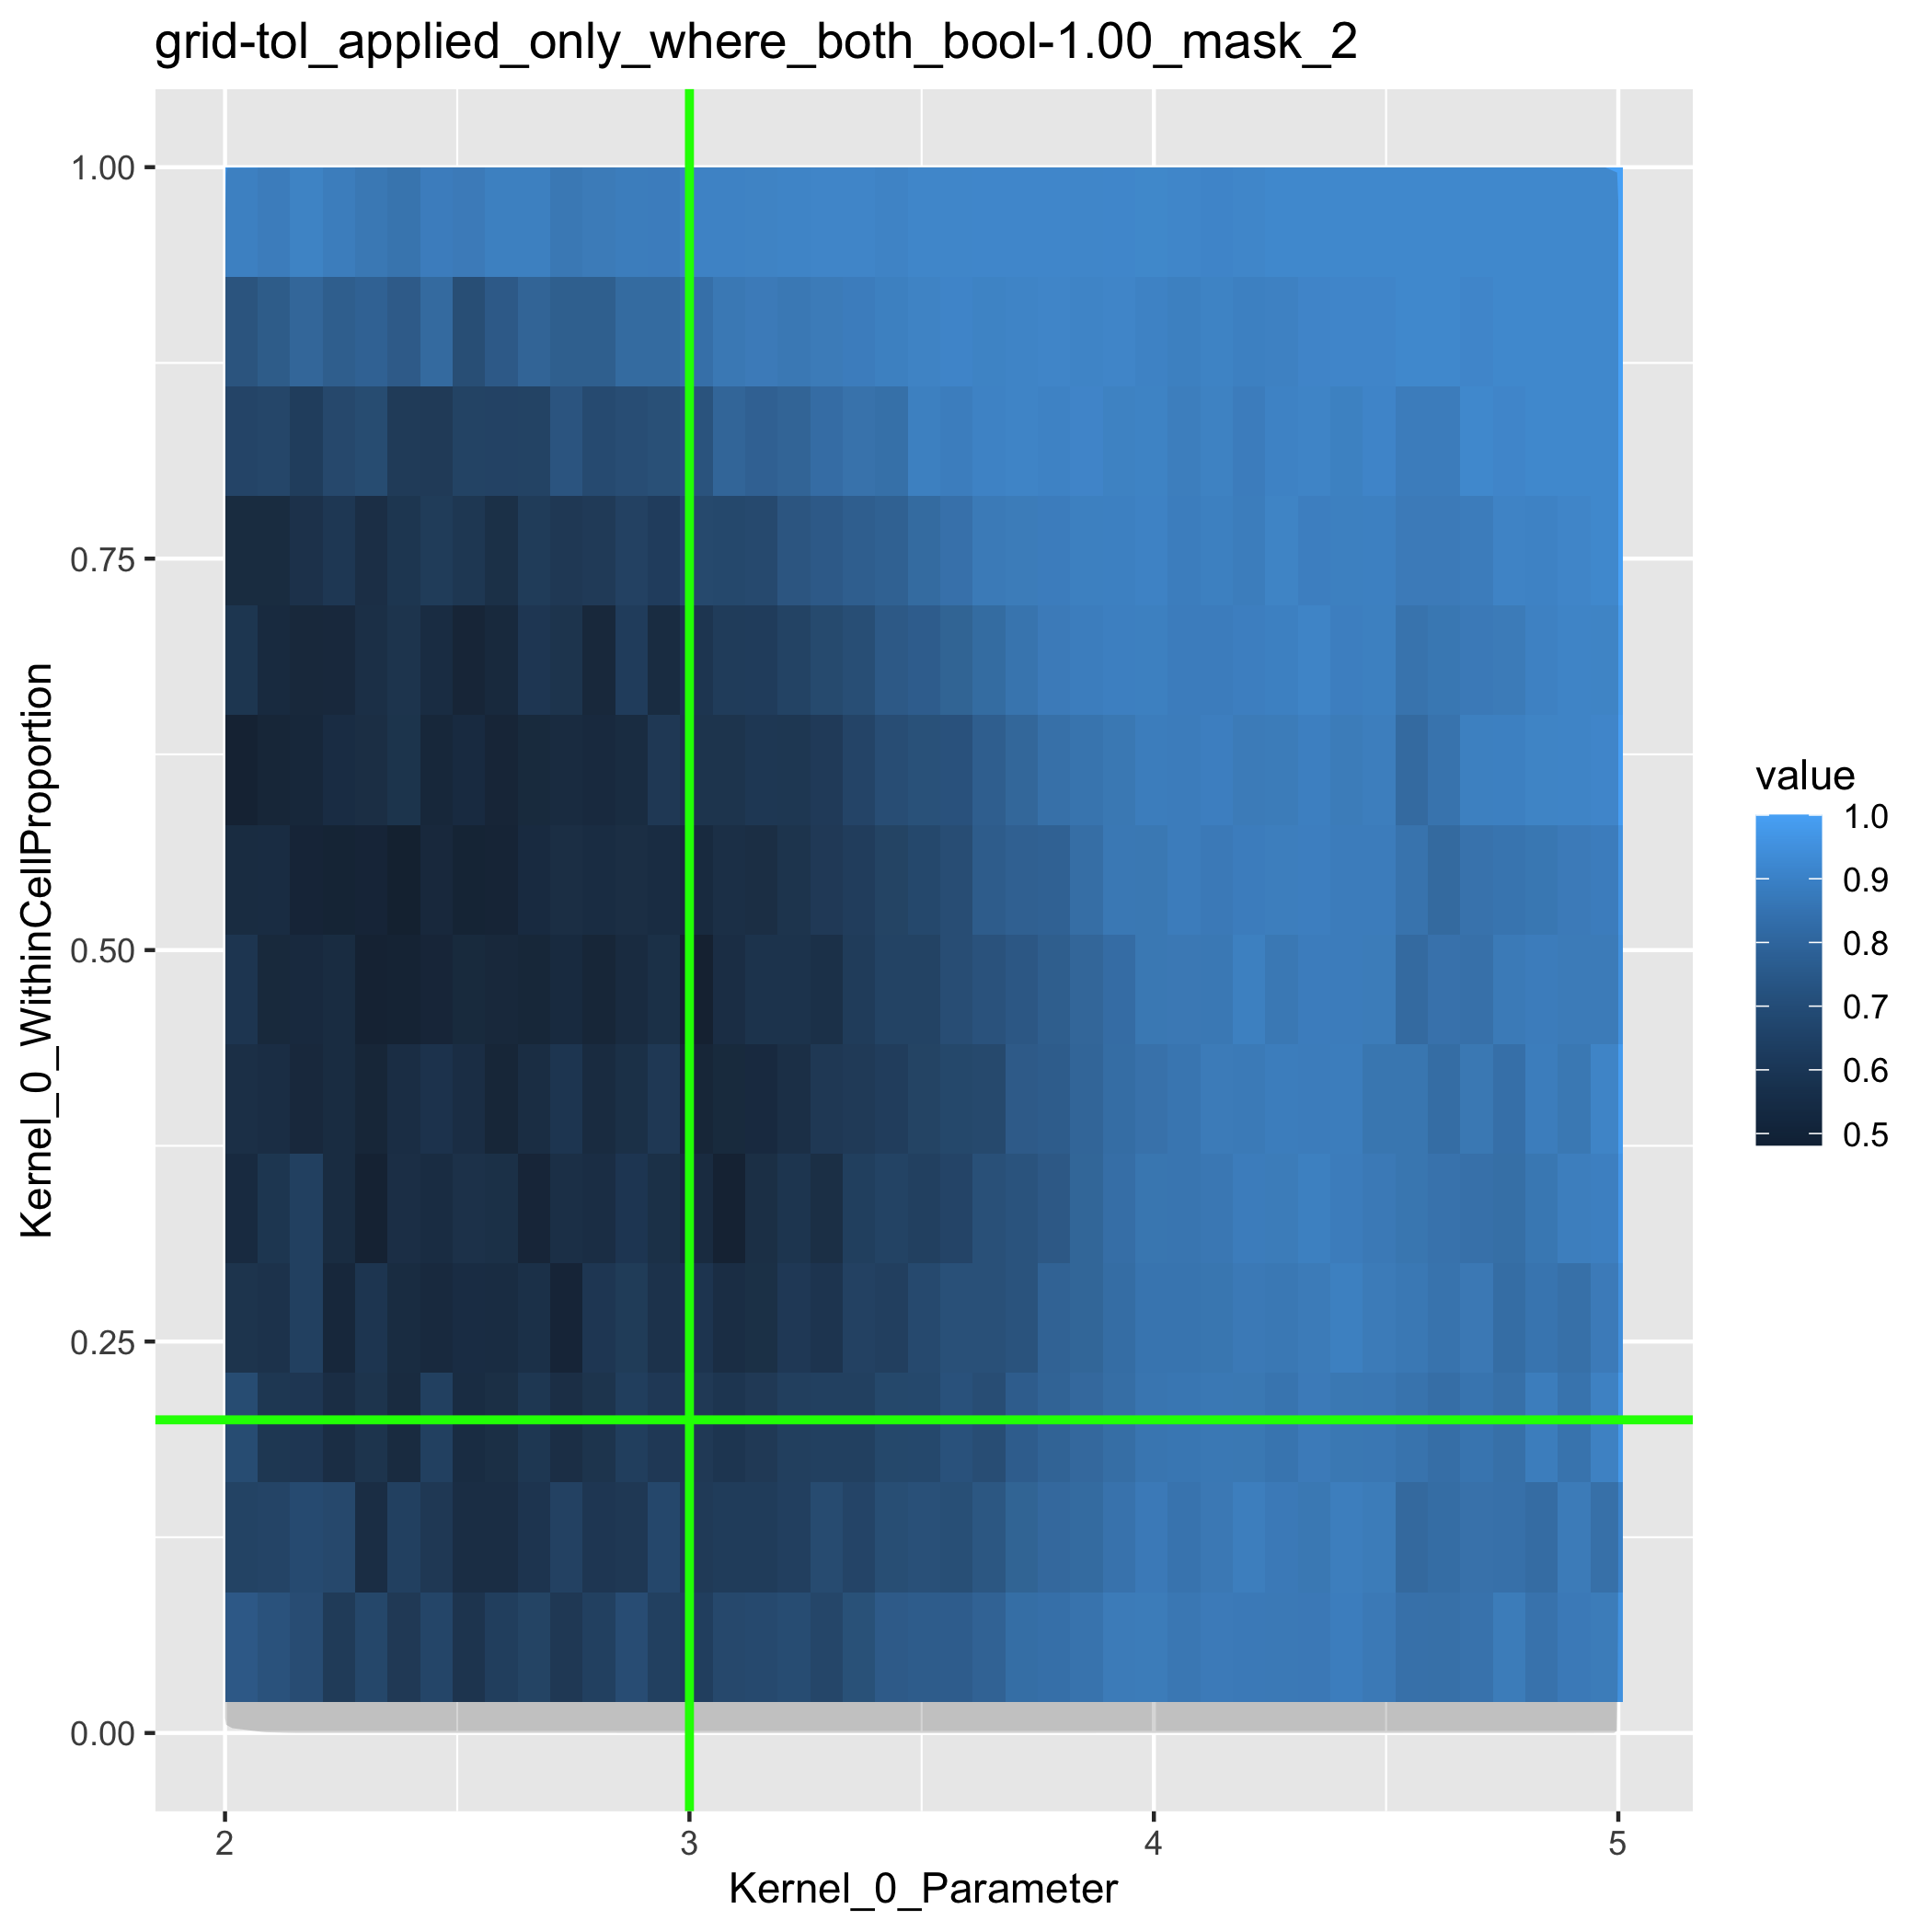 grid-tol_applied_only_where_both_bool-1.00_mask_2
Kernel_0_WithinCellProportion
1.00
0.75
0.50
0.25
0.00
2 3 4 5
Kernel_0_Parameter
value
1.0
0.9
0.8
0.7
0.6
0.5